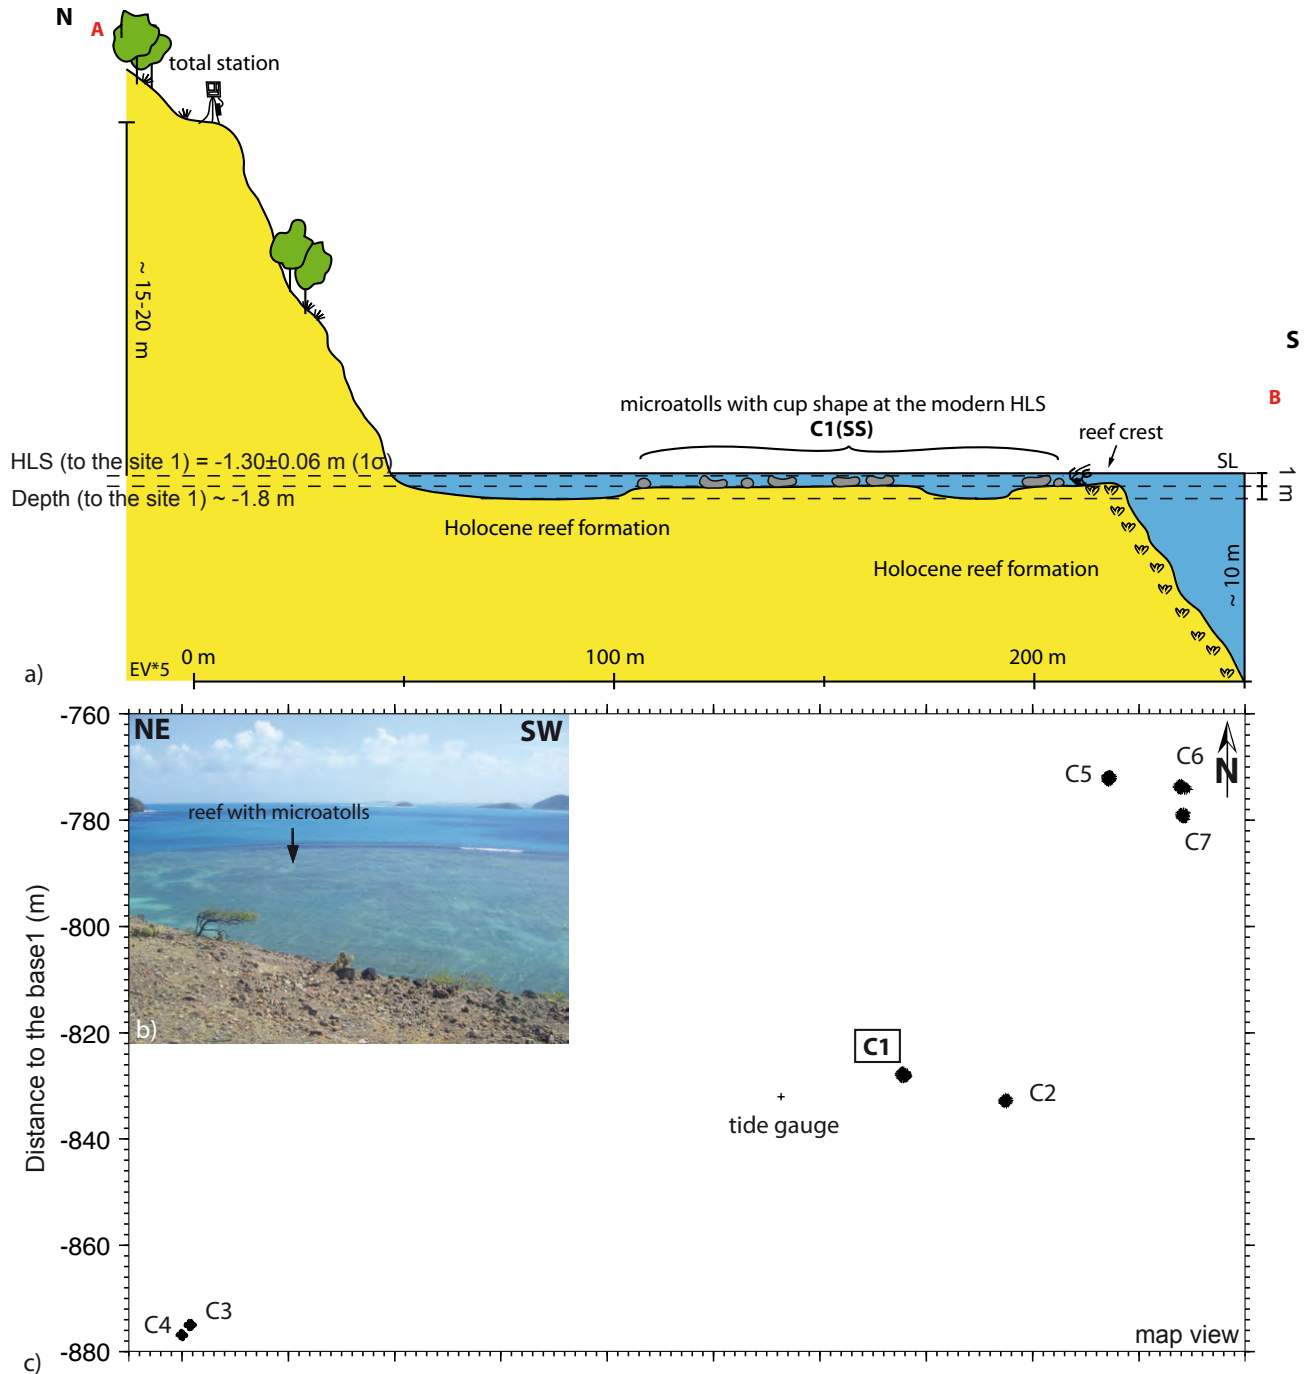 N
A
total station
~ 15-20 m
S
B
microatolls with cup shape at the modern HLS
C1(SS)
reef crest
SL
HLS (to the site 1) = -1.30±0.06 m (1σ)
1 m
Depth (to the site 1) ~ -1.8 m
Holocene reef formation
Holocene reef formation
~ 10 m
EV*5
0 m
100 m
200 m
a)
-760
NE
SW
C6
N
C5
reef with microatolls
-780
C7
-800
Distance to the base1 (m)
b)
-820
C1
C2
tide gauge
-840
-860
C3
C4
map view
-880
c)